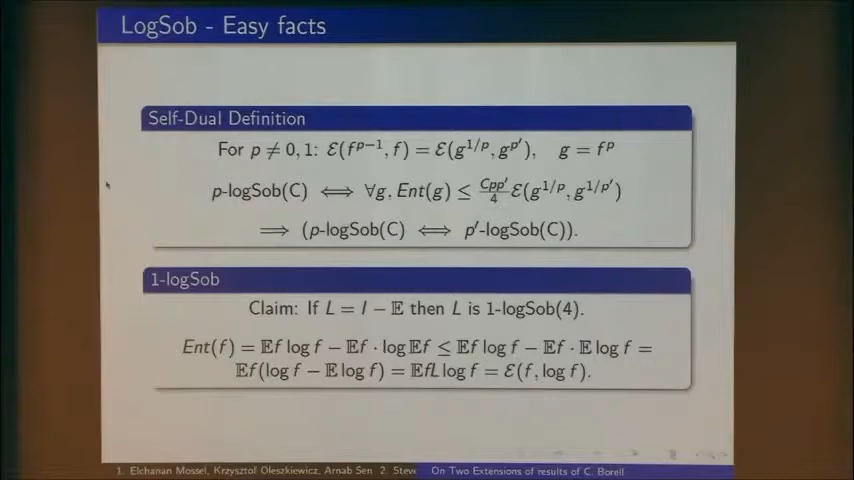 LogSob - Easy facts
Self-Dual Definition
For p ≠ 0, 1: ℰ(f^{p−1}, f) = ℰ(g^{1/p}, g^{p′}), g = f^p
p-logSob(C) ⟺ ∀g, Ent(g) ≤ Cpp′/4 ℰ(g^{1/p}, g^{1/p′})
⟹ (p-logSob(C) ⟺ p′-logSob(C)).
1-logSob
Claim: If L = I − 𝔼 then L is 1-logSob(4).
Ent(f) = 𝔼f log f − 𝔼f · log 𝔼f ≤ 𝔼f log f − 𝔼f · 𝔼 log f =
𝔼f(log f − 𝔼 log f) = 𝔼fL log f = ℰ(f, log f).
1. Elchanan Mossel, Krzysztof Oleszkiewicz, Arnab Sen 2. Steve On Two Extensions of results of C. Borell